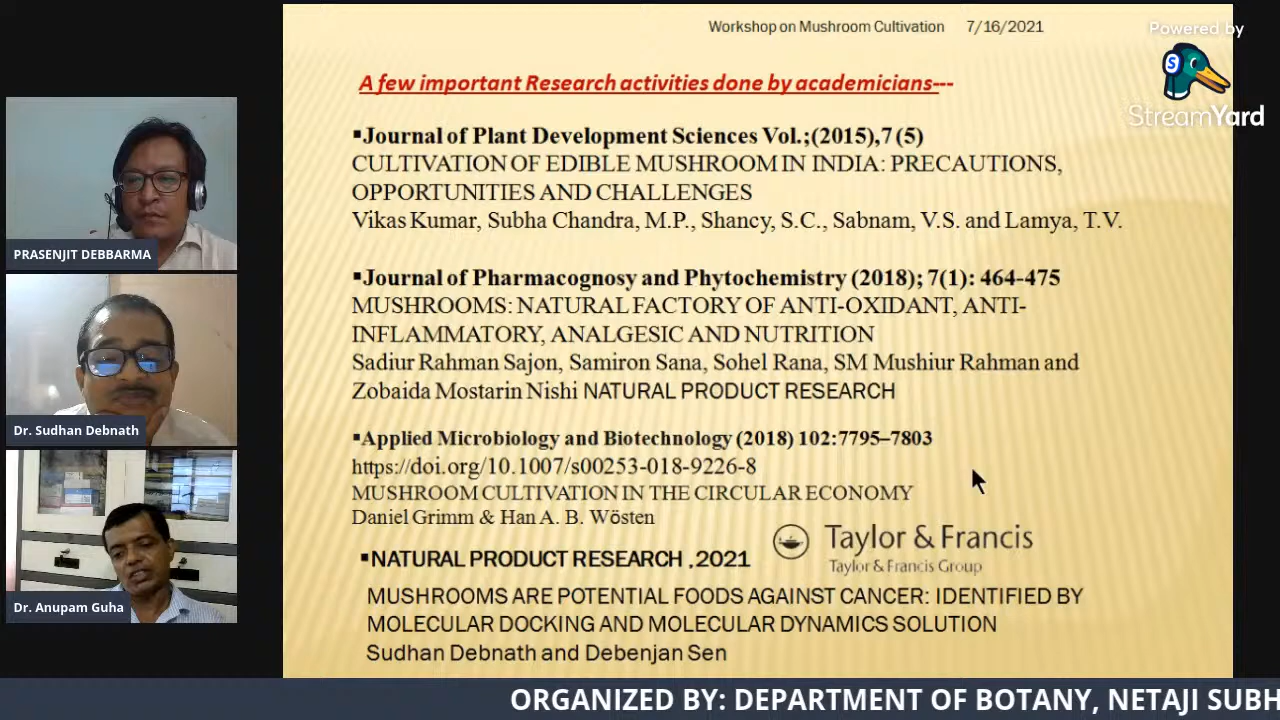 Workshop on Mushroom Cultivation 7/16/2021
Powered by
S
StreamYard
A few important Research activities done by academicians---
▪Journal of Plant Development Sciences Vol.;(2015),7 (5)
CULTIVATION OF EDIBLE MUSHROOM IN INDIA: PRECAUTIONS,
OPPORTUNITIES AND CHALLENGES
Vikas Kumar, Subha Chandra, M.P., Shancy, S.C., Sabnam, V.S. and Lamya, T.V.
▪Journal of Pharmacognosy and Phytochemistry (2018); 7(1): 464-475
MUSHROOMS: NATURAL FACTORY OF ANTI-OXIDANT, ANTI-
INFLAMMATORY, ANALGESIC AND NUTRITION
Sadiur Rahman Sajon, Samiron Sana, Sohel Rana, SM Mushiur Rahman and
Zobaida Mostarin Nishi NATURAL PRODUCT RESEARCH
▪Applied Microbiology and Biotechnology (2018) 102:7795–7803
https://doi.org/10.1007/s00253-018-9226-8
MUSHROOM CULTIVATION IN THE CIRCULAR ECONOMY
Daniel Grimm & Han A. B. Wösten
Taylor & Francis
Taylor & Francis Group
▪NATURAL PRODUCT RESEARCH ,2021
MUSHROOMS ARE POTENTIAL FOODS AGAINST CANCER: IDENTIFIED BY
MOLECULAR DOCKING AND MOLECULAR DYNAMICS SOLUTION
Sudhan Debnath and Debenjan Sen
PRASENJIT DEBBARMA
Dr. Sudhan Debnath
Dr. Anupam Guha
ORGANIZED BY: DEPARTMENT OF BOTANY, NETAJI SUBH